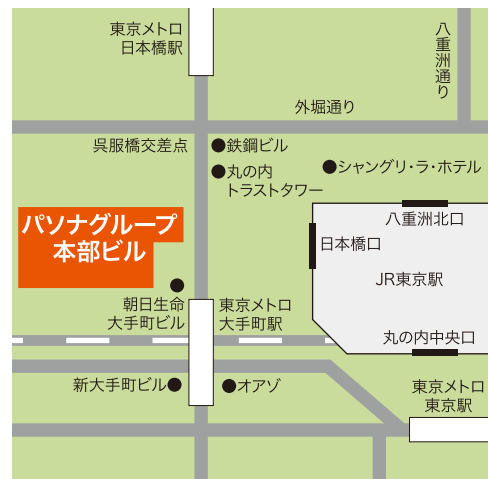 東京メトロ
日本橋駅
八重洲通り
外堀通り
呉服橋交差点
鉄鋼ビル
丸の内
トラストタワー
シャングリ・ラ・ホテル
パソナグループ
本部ビル
八重洲北口
日本橋口
JR東京駅
朝日生命
大手町ビル
東京メトロ
大手町駅
丸の内中央口
新大手町ビル
オアゾ
東京メトロ
東京駅